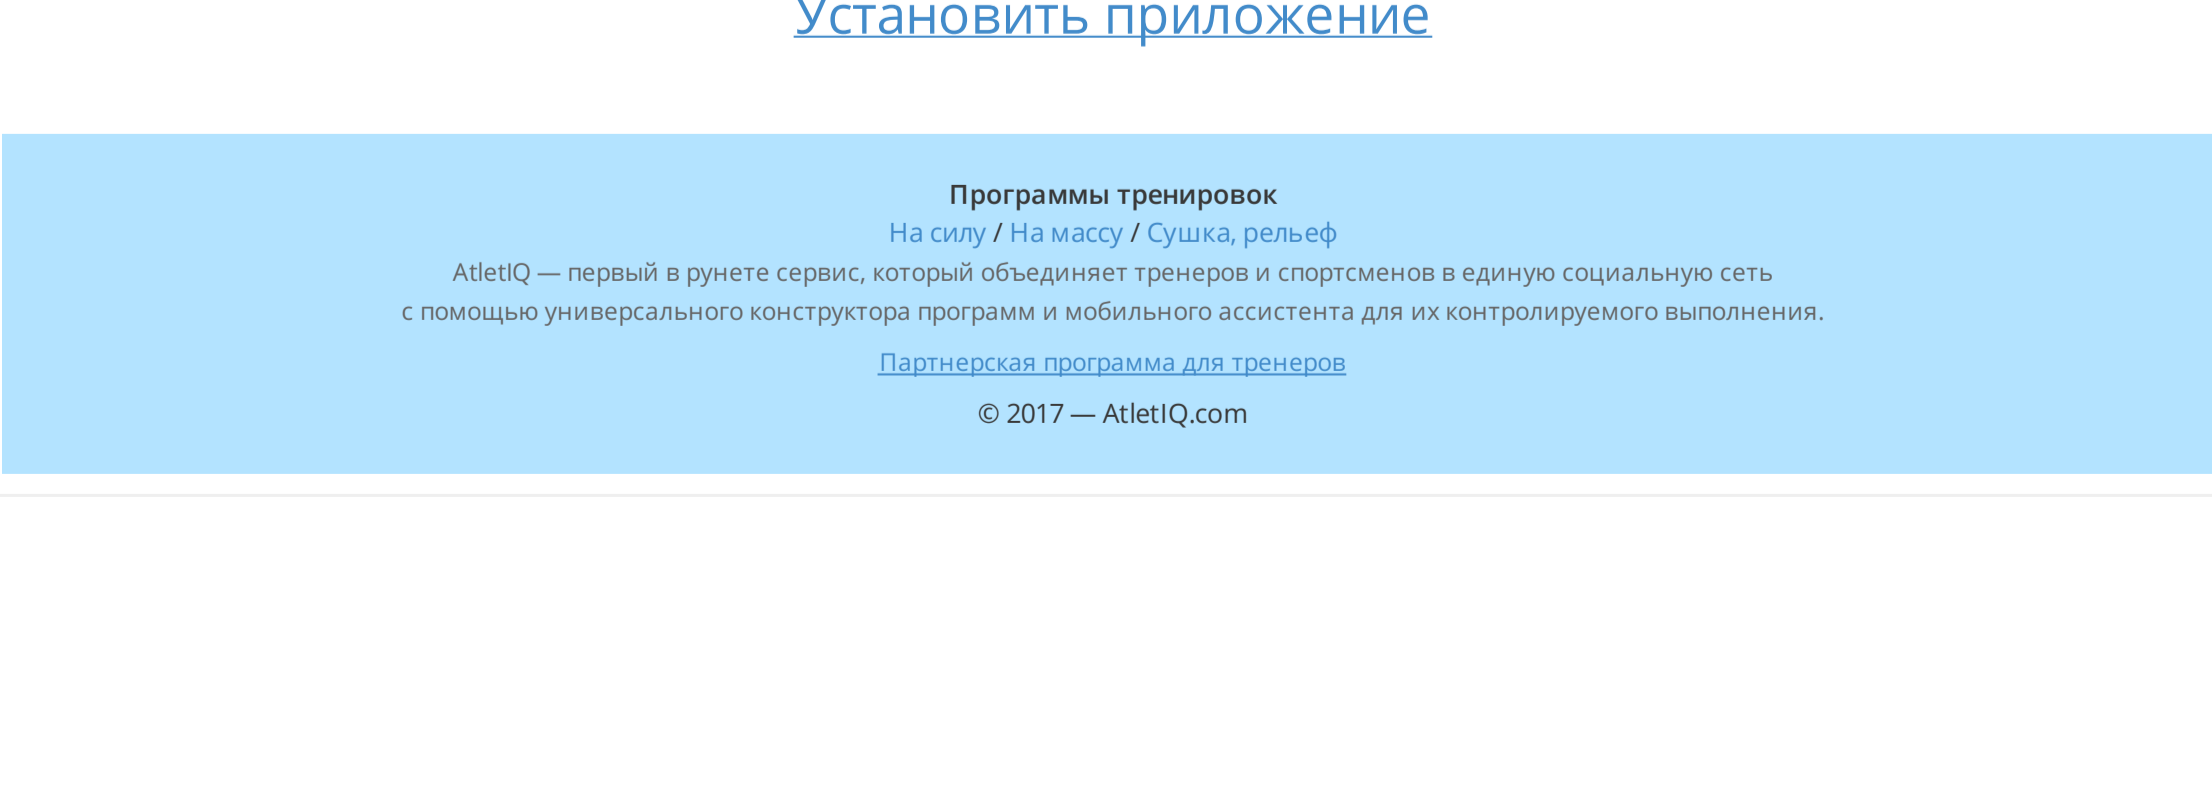 Установить приложение
Программы тренировок
На силу / На массу / Сушка, рельеф
AtletIQ — первый в рунете сервис, который объединяет тренеров и спортсменов в единую социальную сеть
с помощью универсального конструктора программ и мобильного ассистента для их контролируемого выполнения.
Партнерская программа для тренеров
© 2017 — AtletIQ.com